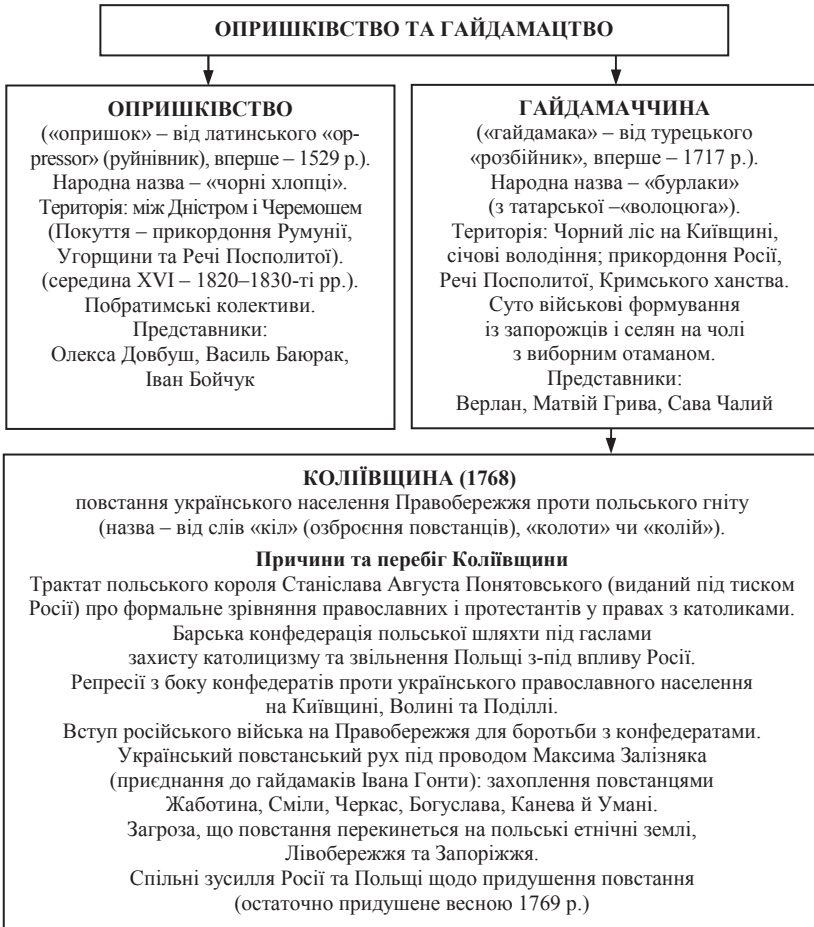 ОПРИШКІВСТВО ТА ГАЙДАМАЦТВО
ОПРИШКІВСТВО
(«опришок» – від латинського «op-
pressor» (руйнівник), вперше – 1529 р.).
Народна назва – «чорні хлопці».
Територія: між Дністром і Черемошем
(Покуття – прикордоння Румунії,
Угорщини та Речі Посполитої).
(середина XVI – 1820–1830-ті рр.).
Побратимські колективи.
Представники:
Олекса Довбуш, Василь Баюрак,
Іван Бойчук
ГАЙДАМАЧЧИНА
(«гайдамака» – від турецького
«розбійник», вперше – 1717 р.).
Народна назва – «бурлаки»
(з татарської –«волоцюга»).
Територія: Чорний ліс на Київщині,
січові володіння; прикордоння Росії,
Речі Посполитої, Кримського ханства.
Суто військові формування
із запорожців і селян на чолі
з виборним отаманом.
Представники:
Верлан, Матвій Грива, Сава Чалий
КОЛІЇВЩИНА (1768)
повстання українського населення Правобережжя проти польського гніту
(назва – від слів «кіл» (озброєння повстанців), «колоти» чи «колій»).
Причини та перебіг Коліївщини
Трактат польського короля Станіслава Августа Понятовського (виданий під тиском
Росії) про формальне зрівняння православних і протестантів у правах з католиками.
Барська конфедерація польської шляхти під гаслами
захисту католицизму та звільнення Польщі з-під впливу Росії.
Репресії з боку конфедератів проти українського православного населення
на Київщині, Волині та Поділлі.
Вступ російського війська на Правобережжя для боротьби з конфедератами.
Український повстанський рух під проводом Максима Залізняка
(приєднання до гайдамаків Івана Гонти): захоплення повстанцями
Жаботина, Сміли, Черкас, Богуслава, Канева й Умані.
Загроза, що повстання перекинеться на польські етнічні землі,
Лівобережжя та Запоріжжя.
Спільні зусилля Росії та Польщі щодо придушення повстання
(остаточно придушене весною 1769 р.)